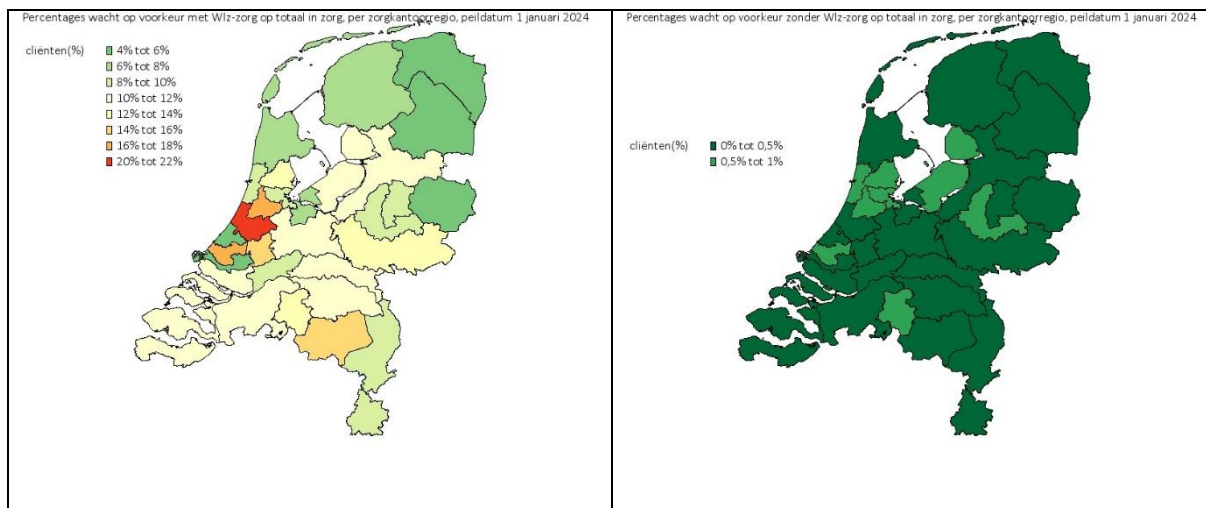 Percentages wacht op voorkeur met Wlz-zorg op totaal in zorg, per zorgkantoorregio, peildatum 1 januari 2024
cliënten(%)
4% tot 6%
6% tot 8%
8% tot 10%
10% tot 12%
12% tot 14%
14% tot 16%
16% tot 18%
20% tot 22%
Percentages wacht op voorkeur zonder Wlz-zorg op totaal in zorg, per zorgkantoorregio, peildatum 1 januari 2024
cliënten(%)
0% tot 0,5%
0,5% tot 1%